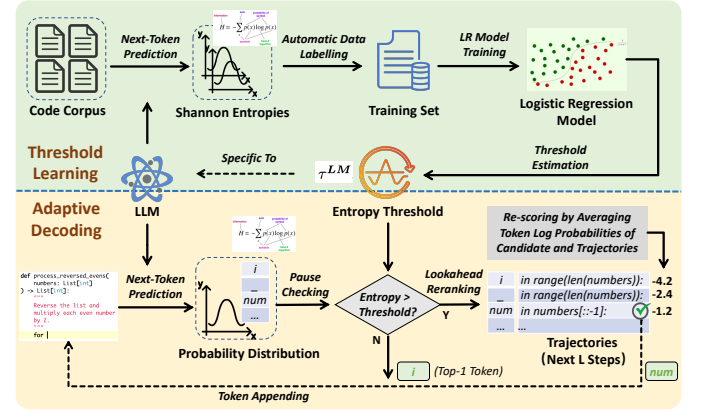 Next-Token
Prediction
H = −∑ p(x) log p(x)
Automatic Data
Labelling
LR Model
Training
Code Corpus
Shannon Entropies
Training Set
Logistic Regression
Model
Threshold
Learning
Specific To
τ^LM
Threshold
Estimation
Adaptive
Decoding
LLM
Entropy Threshold
Re-scoring by Averaging
Token Log Probabilities of
Candidate and Trajectories
H = −∑ p(x) log p(x)
def process_reversed_evens(
numbers: List[int]
) -> List[int]:
"""
Reverse the list and
multiply each even number
by 2.
"""
for
Next-Token
Prediction
y
x
i
_
num
...
Probability Distribution
Pause
Checking
Entropy >
Threshold?
Y
N
Lookahead
Reranking
i in range(len(numbers)): -4.2
_ in range(len(numbers)): -2.4
num in numbers[::-1]: -1.2
... ...
Trajectories
(Next L Steps)
i (Top-1 Token)
num
Token Appending